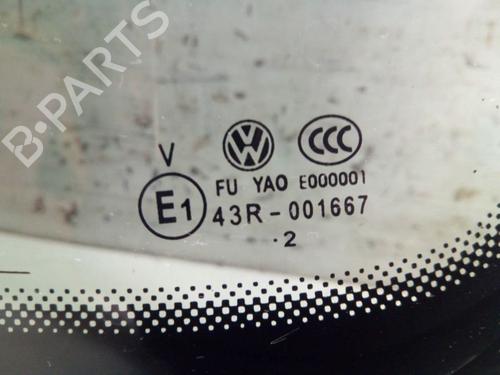 B-PARTS
V
VW
CCC
FU YAO E000001
E1
43R-001667
·2